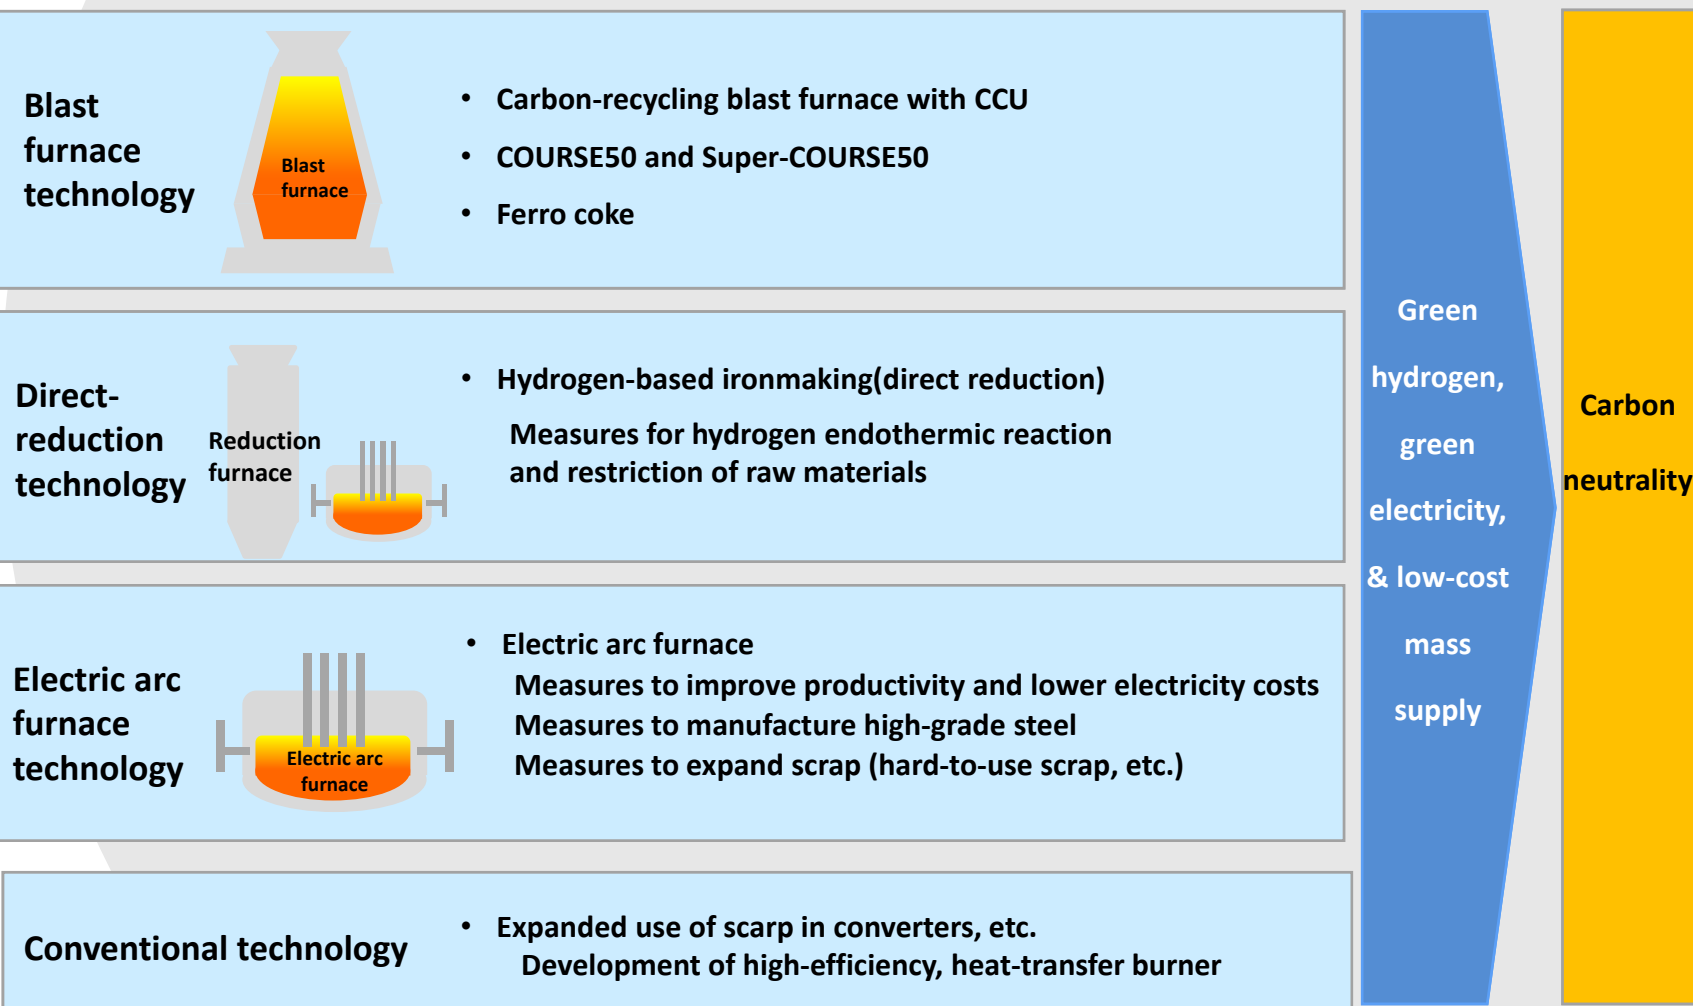 Blast
furnace
technology
Blast
furnace
• Carbon-recycling blast furnace with CCU
• COURSE50 and Super-COURSE50
• Ferro coke
Direct-
reduction
technology
Reduction
furnace
• Hydrogen-based ironmaking(direct reduction)
Measures for hydrogen endothermic reaction
and restriction of raw materials
Electric arc
furnace
technology
Electric arc
furnace
• Electric arc furnace
Measures to improve productivity and lower electricity costs
Measures to manufacture high-grade steel
Measures to expand scrap (hard-to-use scrap, etc.)
Conventional technology
• Expanded use of scarp in converters, etc.
Development of high-efficiency, heat-transfer burner
Green
hydrogen,
green
electricity,
& low-cost
mass
supply
Carbon
neutrality